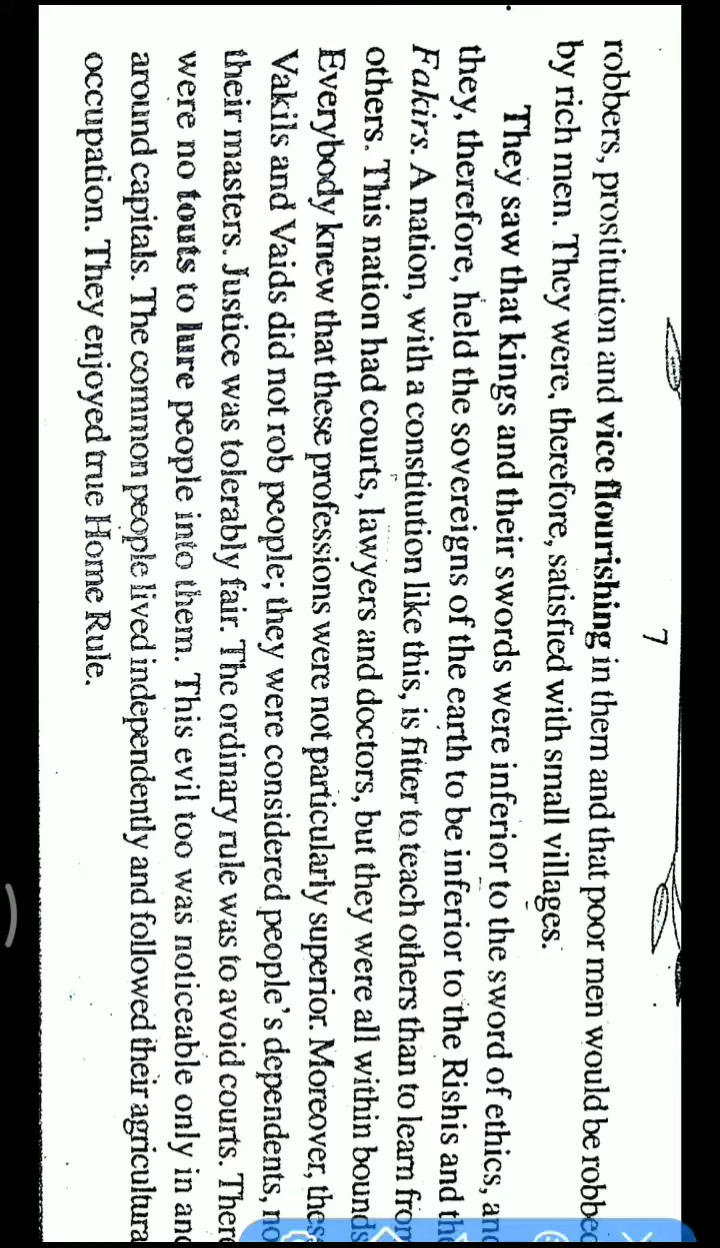 7
robbers, prostitution and vice flourishing in them and that poor men would be robbed
by rich men. They were, therefore, satisfied with small villages.
They saw that kings and their swords were inferior to the sword of ethics, and
they, therefore, held the sovereigns of the earth to be inferior to the Rishis and the
Fakirs. A nation, with a constitution like this, is fitter to teach others than to learn from
others. This nation had courts, lawyers and doctors, but they were all within bounds
Everybody knew that these professions were not particularly superior. Moreover, these
Vakils and Vaids did not rob people; they were considered people's dependents, no
their masters. Justice was tolerably fair. The ordinary rule was to avoid courts. There
were no touts to lure people into them. This evil too was noticeable only in and
around capitals. The common people lived independently and followed their agricultura
occupation. They enjoyed true Home Rule.